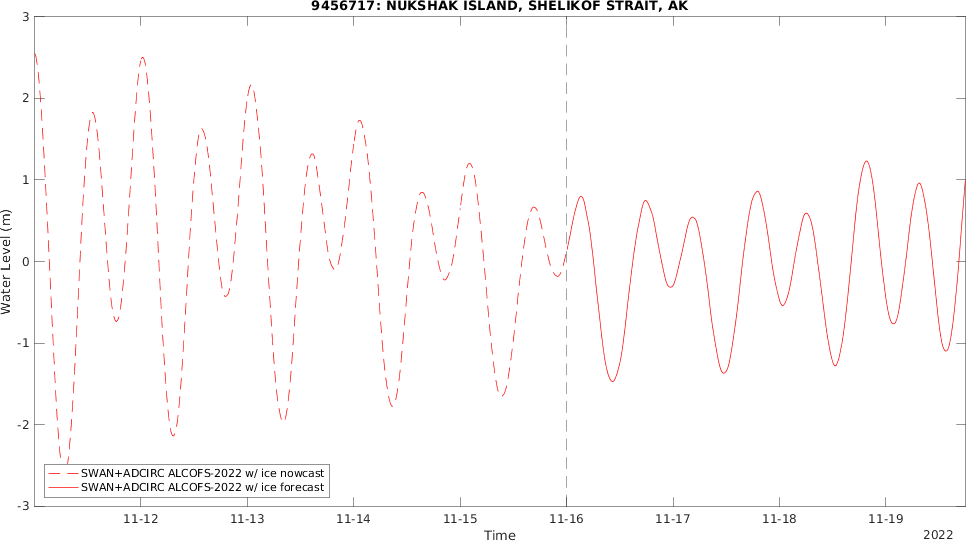 9456717: NUKSHAK ISLAND, SHELIKOF STRAIT, AK
3
2
1
0
-1
-2
-3
Water Level (m)
SWAN+ADCIRC ALCOFS-2022 w/ ice nowcast
SWAN+ADCIRC ALCOFS-2022 w/ ice forecast
11-12 11-13 11-14 11-15 11-16 11-17 11-18 11-19
Time
2022